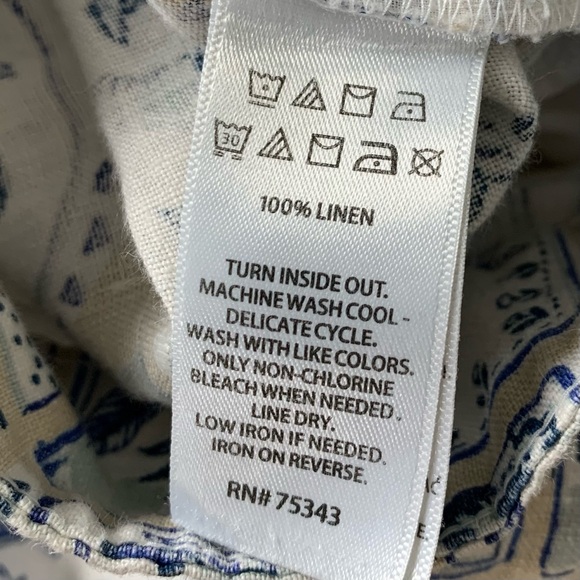 30
100% LINEN
TURN INSIDE OUT.
MACHINE WASH COOL -
DELICATE CYCLE.
WASH WITH LIKE COLORS.
ONLY NON-CHLORINE
BLEACH WHEN NEEDED.
LINE DRY.
LOW IRON IF NEEDED.
IRON ON REVERSE.
RN# 75343